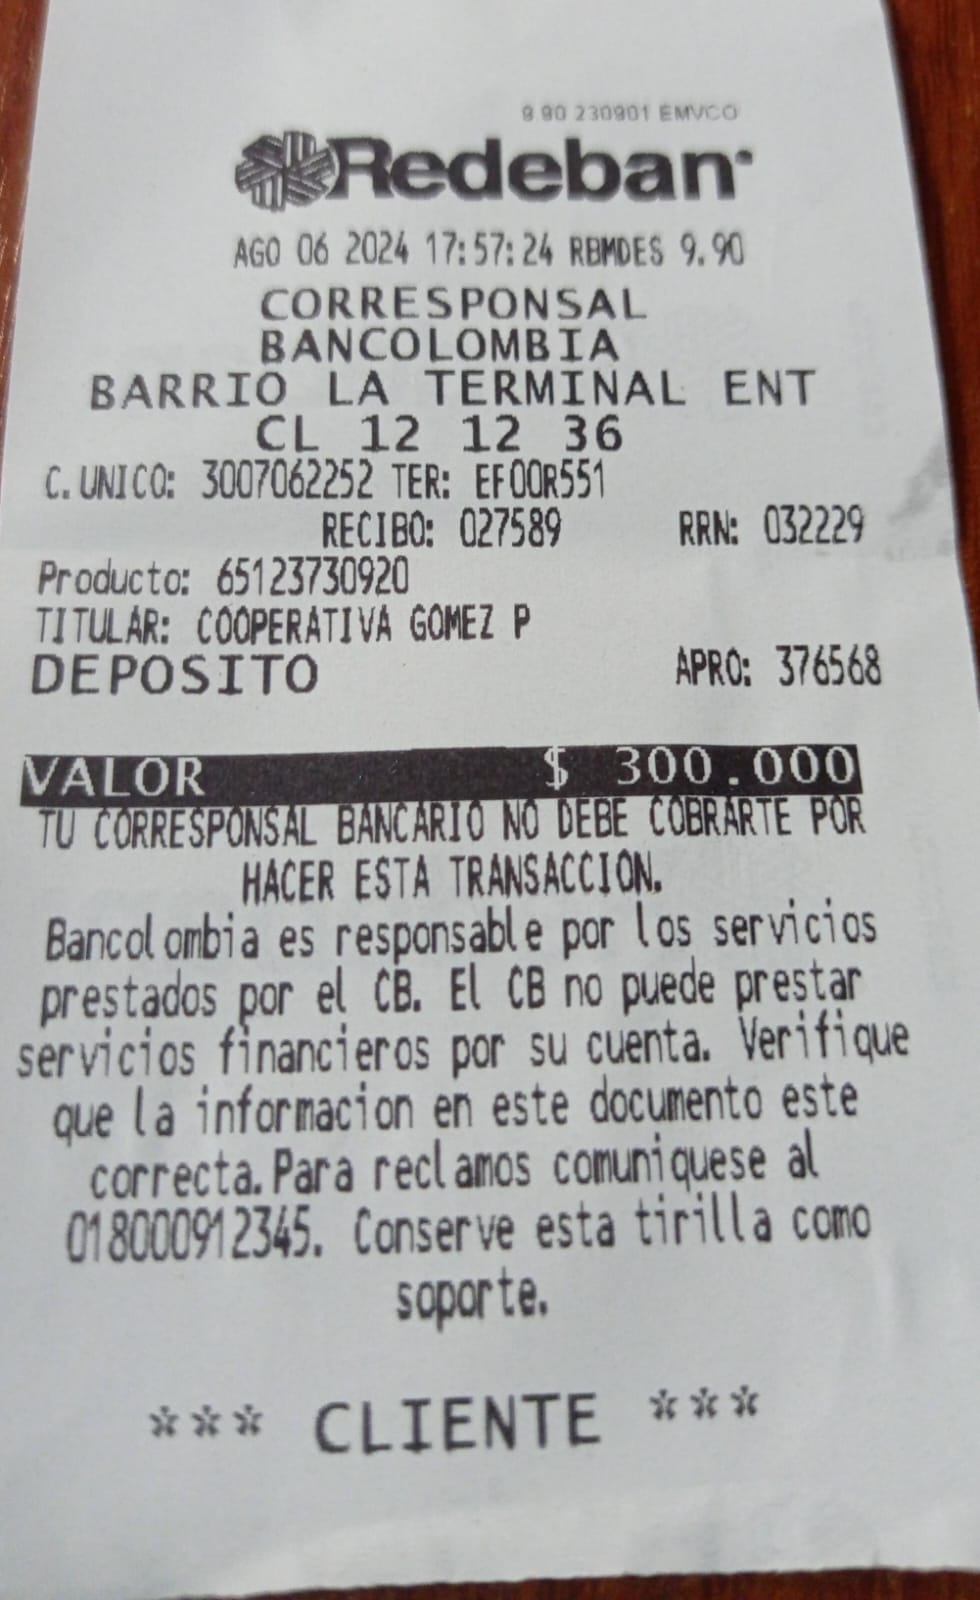 9 90 230901 EMVCO
Redeban
AGO 06 2024 17:57:24 RBMDES 9.90
CORRESPONSAL
BANCOLOMBIA
BARRIO LA TERMINAL ENT
CL 12 12 36
C. UNICO: 3007062252 TER: EF00R551
RECIBO: 027589 RRN: 032229
Producto: 65123730920
TITULAR: COOPERATIVA GOMEZ P
DEPOSITO APRO: 376568
VALOR $ 300.000
TU CORRESPONSAL BANCARIO NO DEBE COBRARTE POR
HACER ESTA TRANSACCION.
Bancolombia es responsable por los servicios
prestados por el CB. El CB no puede prestar
servicios financieros por su cuenta. Verifique
que la informacion en este documento este
correcta. Para reclamos comuniquese al
018000912345. Conserve esta tirilla como
soporte.
*** CLIENTE ***